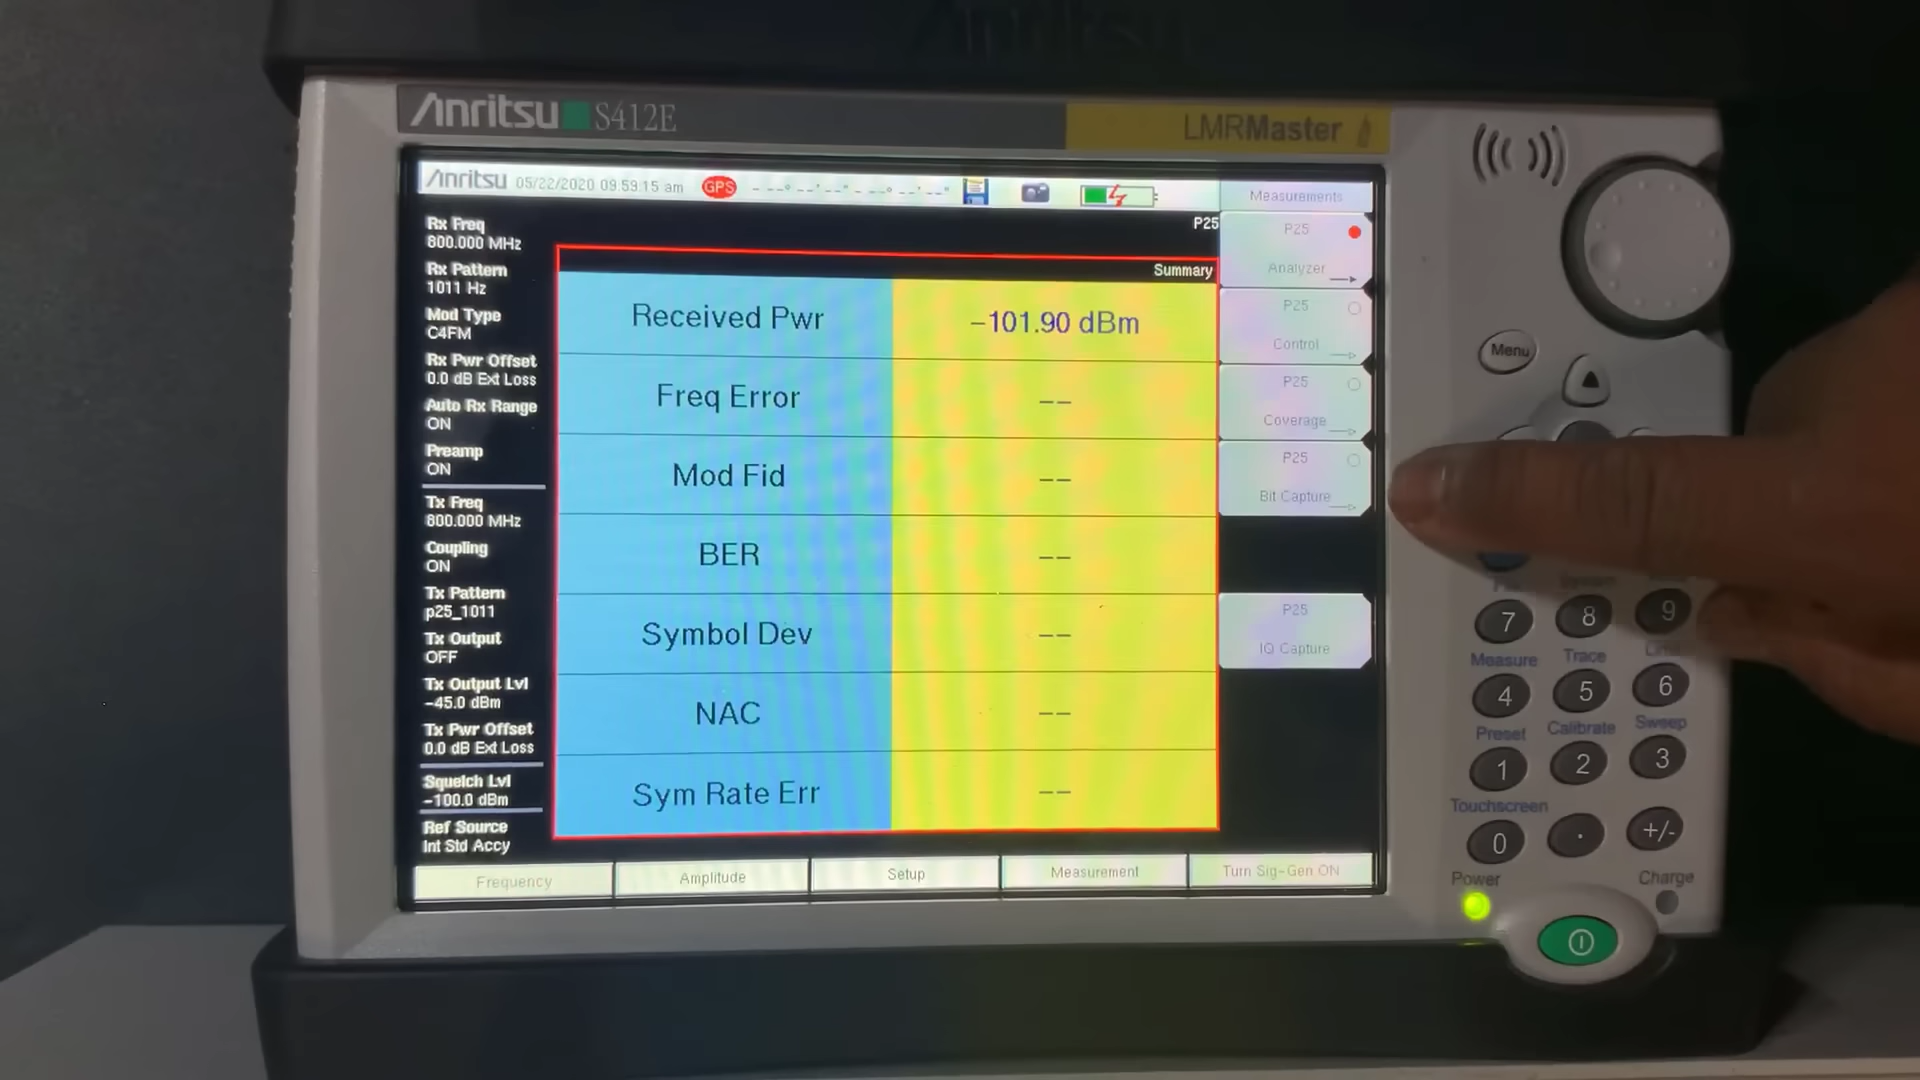 Anritsu
Anritsu S412E
LMRMaster
Anritsu 05/22/2020 09:59:15 am GPS
Measurements
P25
Summary
Rx Freq
800.000 MHz
Rx Pattern
1011 Hz
Mod Type
C4FM
Rx Pwr Offset
0.0 dB Ext Loss
Auto Rx Range
ON
Preamp
ON
Tx Freq
800.000 MHz
Coupling
ON
Tx Pattern
p25_1011
Tx Output
OFF
Tx Output Lvl
-45.0 dBm
Tx Pwr Offset
0.0 dB Ext Loss
Squelch Lvl
-100.0 dBm
Ref Source
Int Std Accy
Received Pwr -101.90 dBm
Freq Error --
Mod Fid --
BER --
Symbol Dev --
NAC --
Sym Rate Err --
P25
Analyzer
P25
Control
P25
Coverage
P25
Bit Capture
P25
IQ Capture
Frequency Amplitude Setup Measurement Turn Sig-Gen ON
Menu
7 8 9
Measure Trace
4 5 6
Preset Calibrate Sweep
1 2 3
Touchscreen
0 . +/-
Power Charge